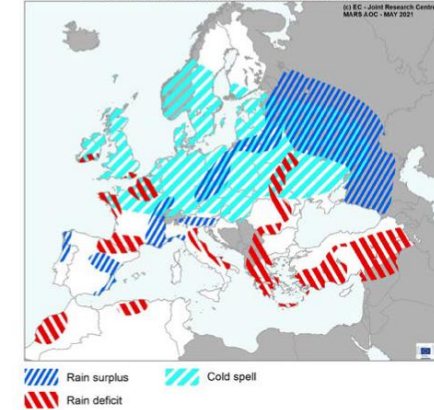 (c) EC - Joint Research Centre
MARS AOC - MAY 2021
Rain surplus
Cold spell
Rain deficit